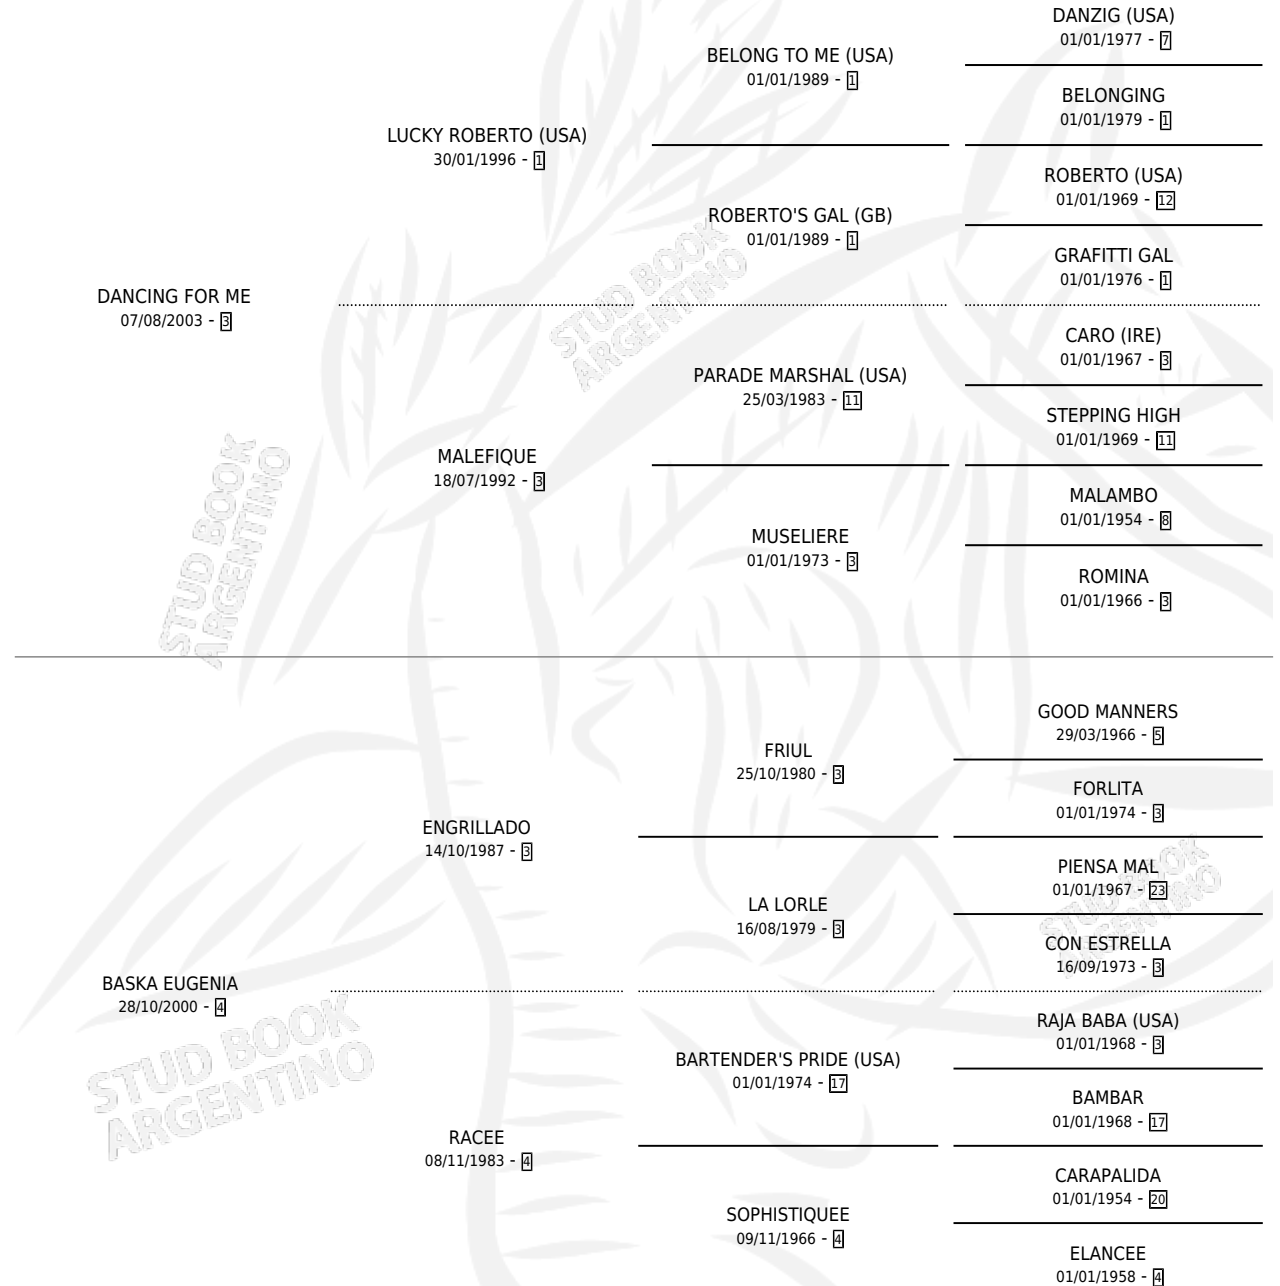 DANZIG (USA)
01/01/1977 - 7
BELONG TO ME (USA)
01/01/1989 - 1
BELONGING
01/01/1979 - 1
LUCKY ROBERTO (USA)
30/01/1996 - 1
ROBERTO (USA)
01/01/1969 - 12
ROBERTO'S GAL (GB)
01/01/1989 - 1
GRAFITTI GAL
01/01/1976 - 1
DANCING FOR ME
07/08/2003 - 3
CARO (IRE)
01/01/1967 - 3
PARADE MARSHAL (USA)
25/03/1983 - 11
STEPPING HIGH
01/01/1969 - 11
MALEFIQUE
18/07/1992 - 3
MALAMBO
01/01/1954 - 8
MUSELIERE
01/01/1973 - 3
ROMINA
01/01/1966 - 3
GOOD MANNERS
29/03/1966 - 5
FRIUL
25/10/1980 - 3
FORLITA
01/01/1974 - 3
ENGRILLADO
14/10/1987 - 3
PIENSA MAL
01/01/1967 - 23
LA LORLE
16/08/1979 - 3
CON ESTRELLA
16/09/1973 - 3
BASKA EUGENIA
28/10/2000 - 4
RAJA BABA (USA)
01/01/1968 - 3
BARTENDER'S PRIDE (USA)
01/01/1974 - 17
BAMBAR
01/01/1968 - 17
RACEE
08/11/1983 - 4
CARAPALIDA
01/01/1954 - 20
SOPHISTIQUEE
09/11/1966 - 4
ELANCEE
01/01/1958 - 4
STUD BOOK
ARGENTINO
STUD BOOK
ARGENTINO
STUD BOOK
ARGENTINO
STUD BOOK
ARGENTINO